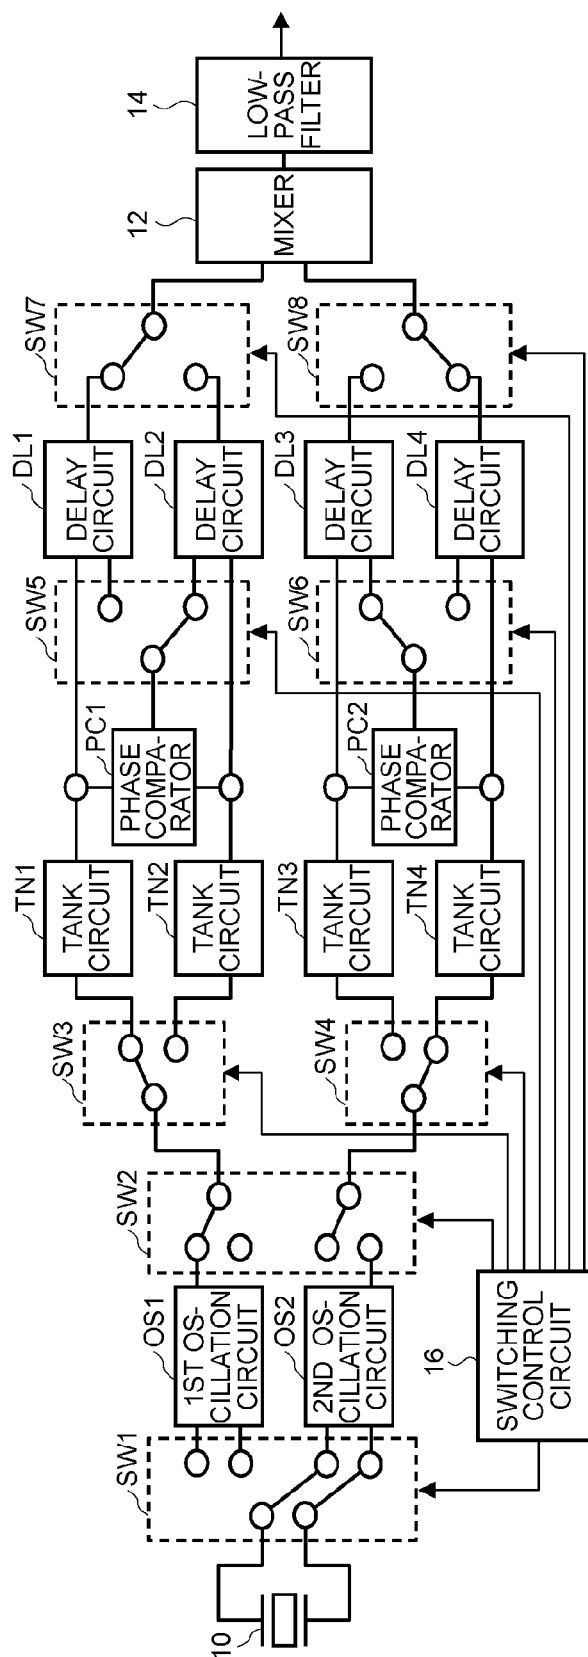 10
SW1
OS1
1ST OS-
CILLATION
CIRCUIT
OS2
2ND OS-
CILLATION
CIRCUIT
16
SWITCHING
CONTROL
CIRCUIT
SW2
SW3
SW4
TN1
TANK
CIRCUIT
TN2
TANK
CIRCUIT
TN3
TANK
CIRCUIT
TN4
TANK
CIRCUIT
PC1
PHASE
COMPA-
RATOR
PC2
PHASE
COMPA-
RATOR
SW5
SW6
DL1
DELAY
CIRCUIT
DL2
DELAY
CIRCUIT
DL3
DELAY
CIRCUIT
DL4
DELAY
CIRCUIT
SW7
SW8
12
MIXER
14
LOW-
PASS
FILTER